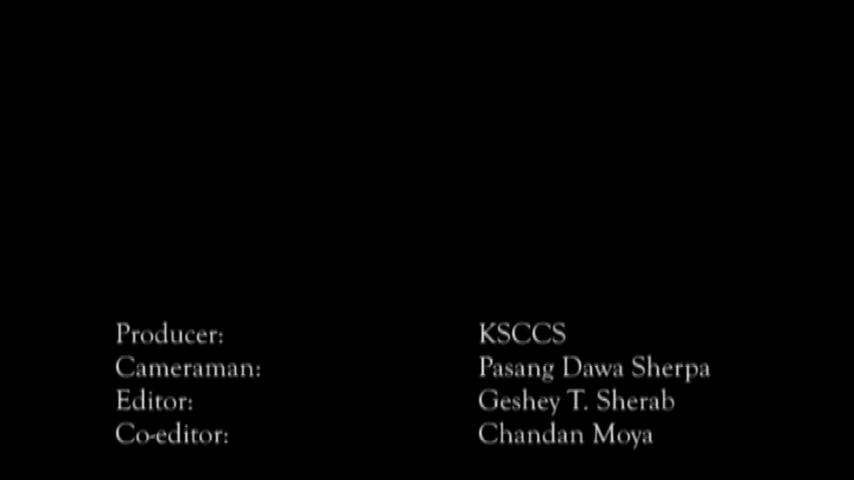 Producer: KSCCS
Cameraman: Pasang Dawa Sherpa
Editor: Geshey T. Sherab
Co-editor: Chandan Moya